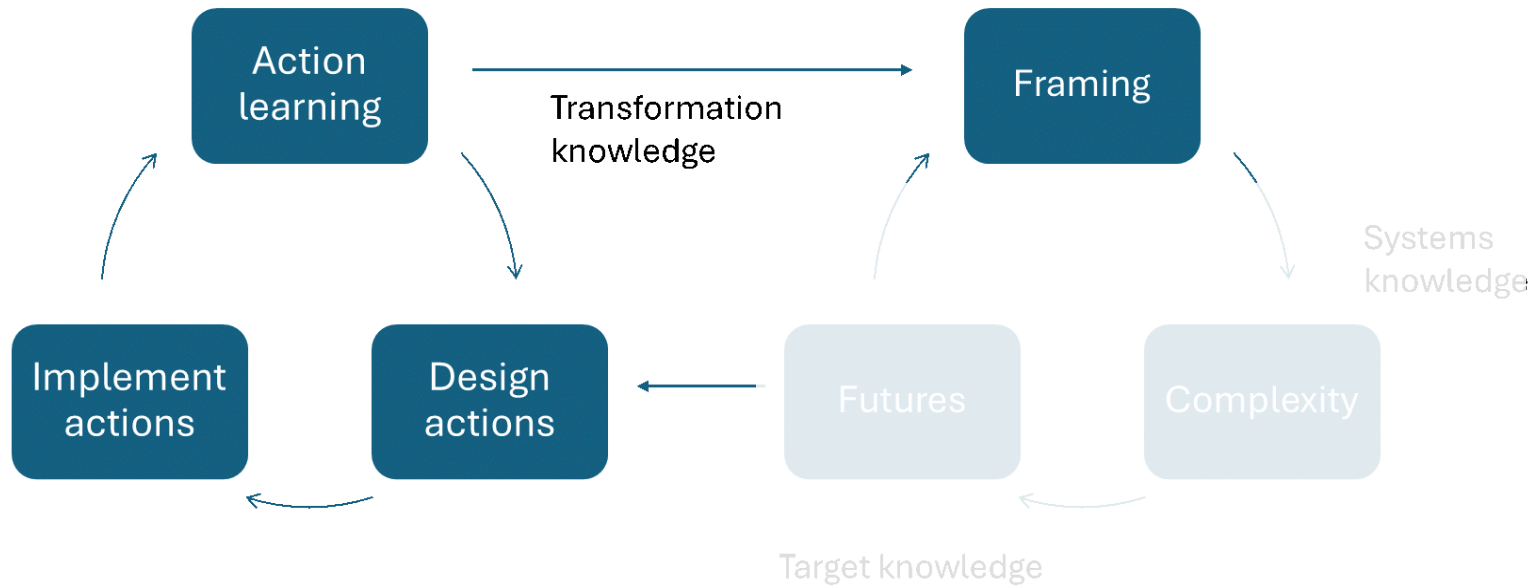 Action
learning
Transformation
knowledge
Framing
Systems
knowledge
Implement
actions
Design
actions
Futures
Complexity
Target knowledge